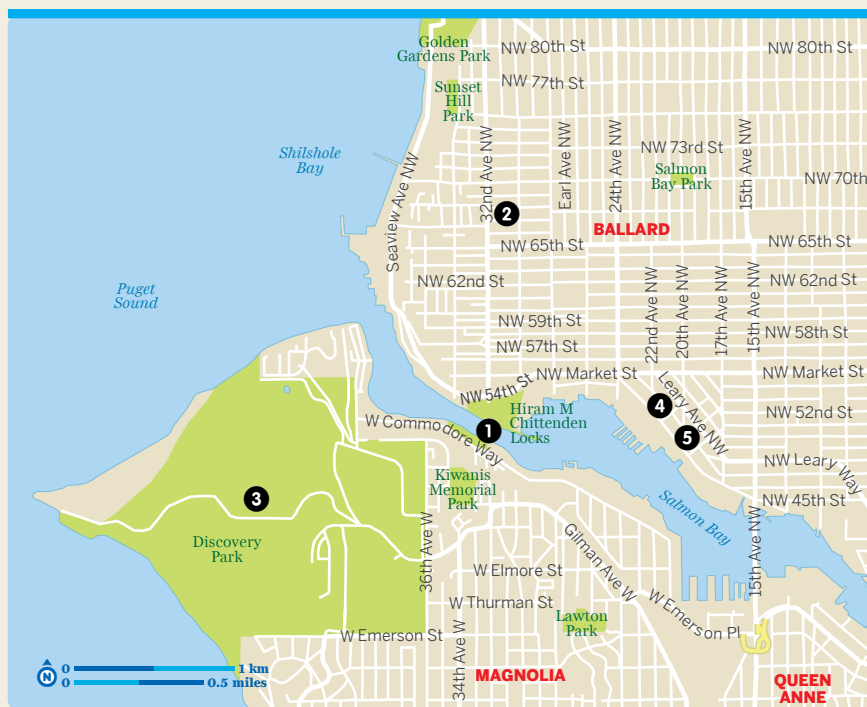 Golden
Gardens Park
NW 80th St
NW 80th St
NW 77th St
Sunset
Hill
Park
Shilshole
Bay
Seaview Ave NW
32nd Ave NW
Earl Ave NW
24th Ave NW
NW 73rd St
Salmon
Bay Park
15th Ave NW
NW 70th
2
BALLARD
NW 65th St
NW 65th St
Puget
Sound
NW 62nd St
22nd Ave NW
20th Ave NW
17th Ave NW
15th Ave NW
NW 62nd St
NW 59th St
NW 58th St
NW 57th St
NW Market St
NW Market St
NW 54th St
Leary Ave NW
4
Hiram M
Chittenden
Locks
1
W Commodore Way
NW 52nd St
5
Kiwanis
Memorial
Park
NW Leary Way
3
NW 45th St
Salmon Bay
Discovery
Park
36th Ave W
Gilman Ave W
15th Ave NW
W Elmore St
W Thurman St
W Emerson Pl
Lawton
Park
W Emerson St
34th Ave W
N
0 1 km
0 0.5 miles
MAGNOLIA
QUEEN
ANNE